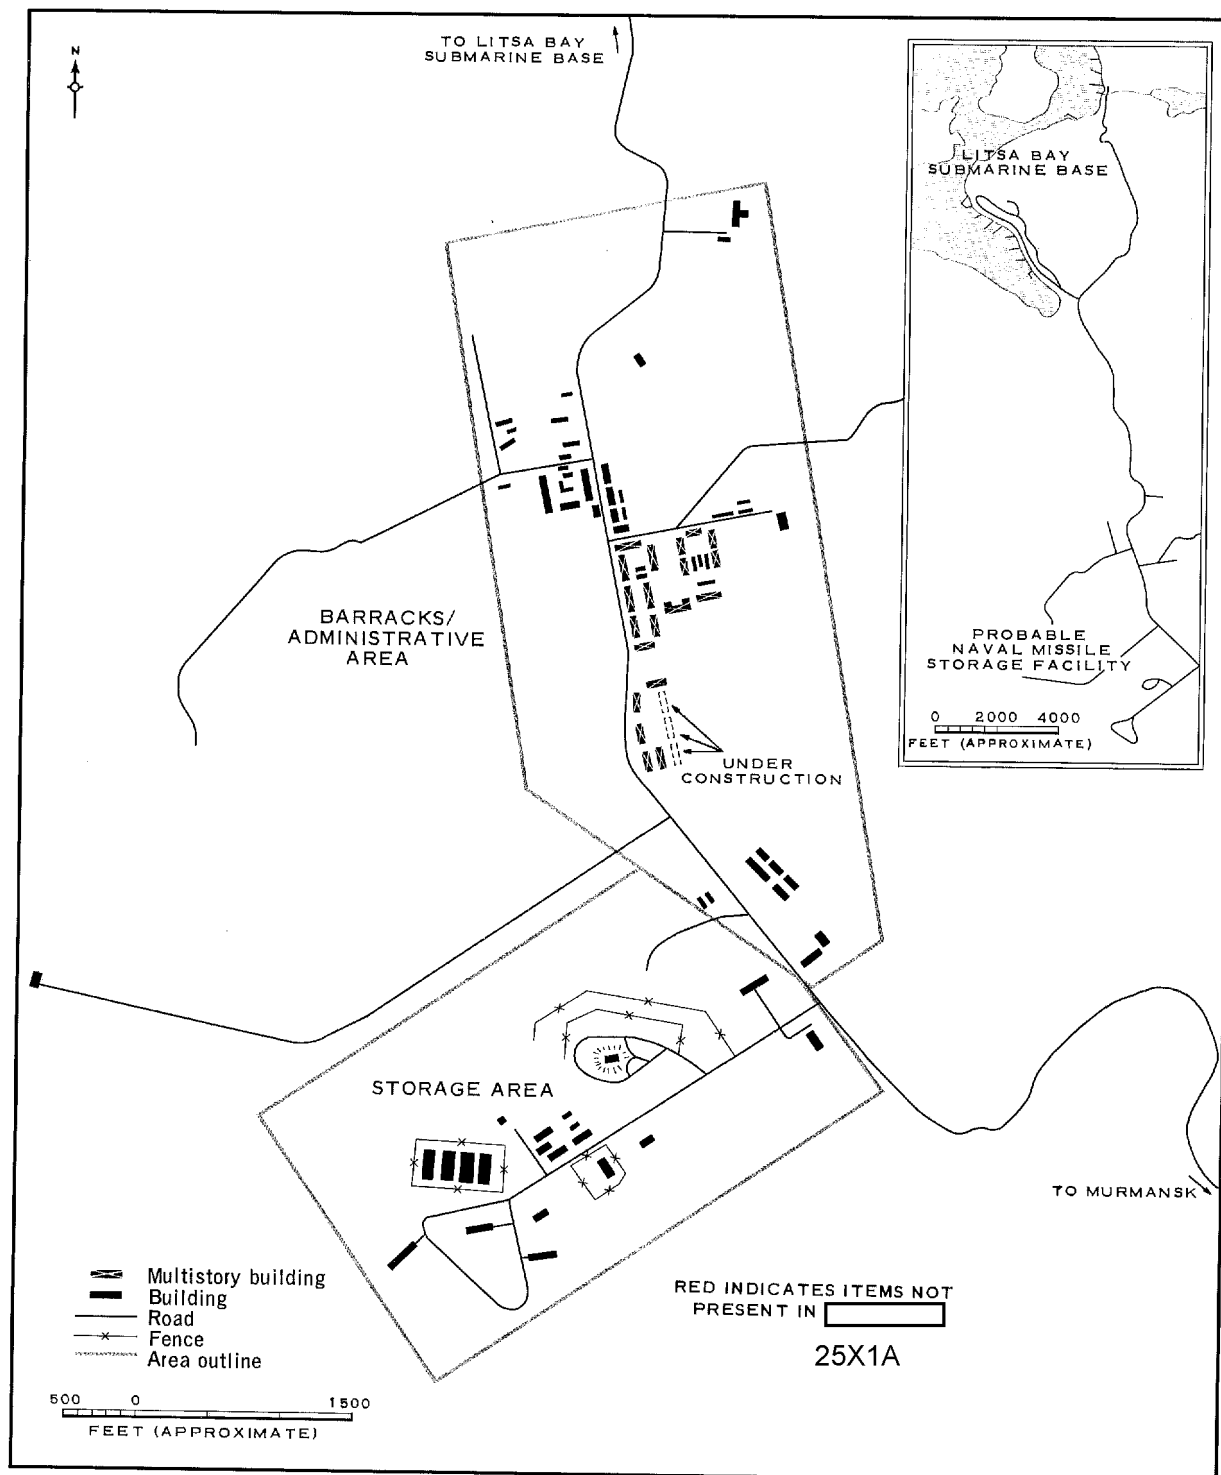 TO LITSA BAY
SUBMARINE BASE
N
LITSA BAY
SUBMARINE BASE
PROBABLE
NAVAL MISSILE
STORAGE FACILITY
0 2000 4000
FEET (APPROXIMATE)
BARRACKS/
ADMINISTRATIVE
AREA
UNDER
CONSTRUCTION
STORAGE AREA
TO MURMANSK
Multistory building
Building
Road
Fence
Area outline
RED INDICATES ITEMS NOT
PRESENT IN
25X1A
500 0 1500
FEET (APPROXIMATE)